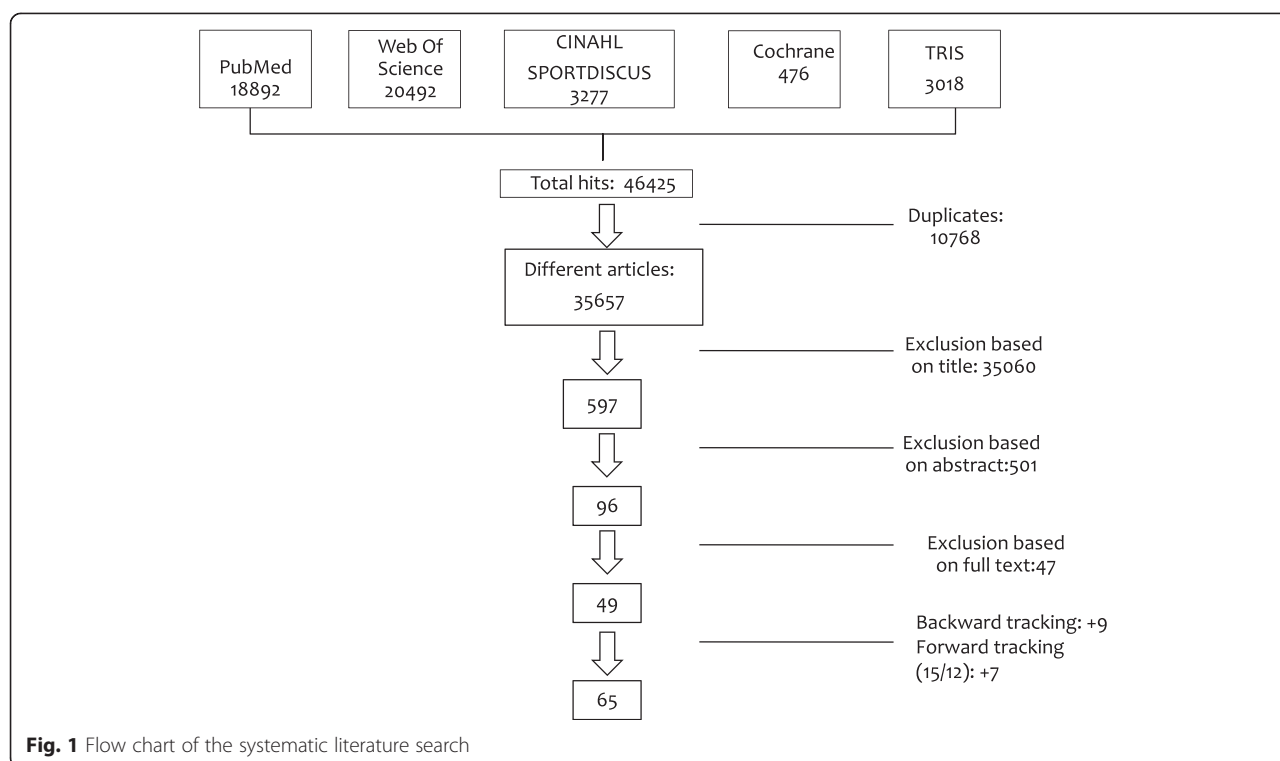 PubMed
18892
Web Of
Science
20492
CINAHL
SPORTDISCUS
3277
Cochrane
476
TRIS
3018
Total hits: 46425
Duplicates:
10768
Different articles:
35657
Exclusion based
on title: 35060
597
Exclusion based
on abstract:501
96
Exclusion based
on full text:47
49
Backward tracking: +9
Forward tracking
(15/12): +7
65
Fig. 1 Flow chart of the systematic literature search